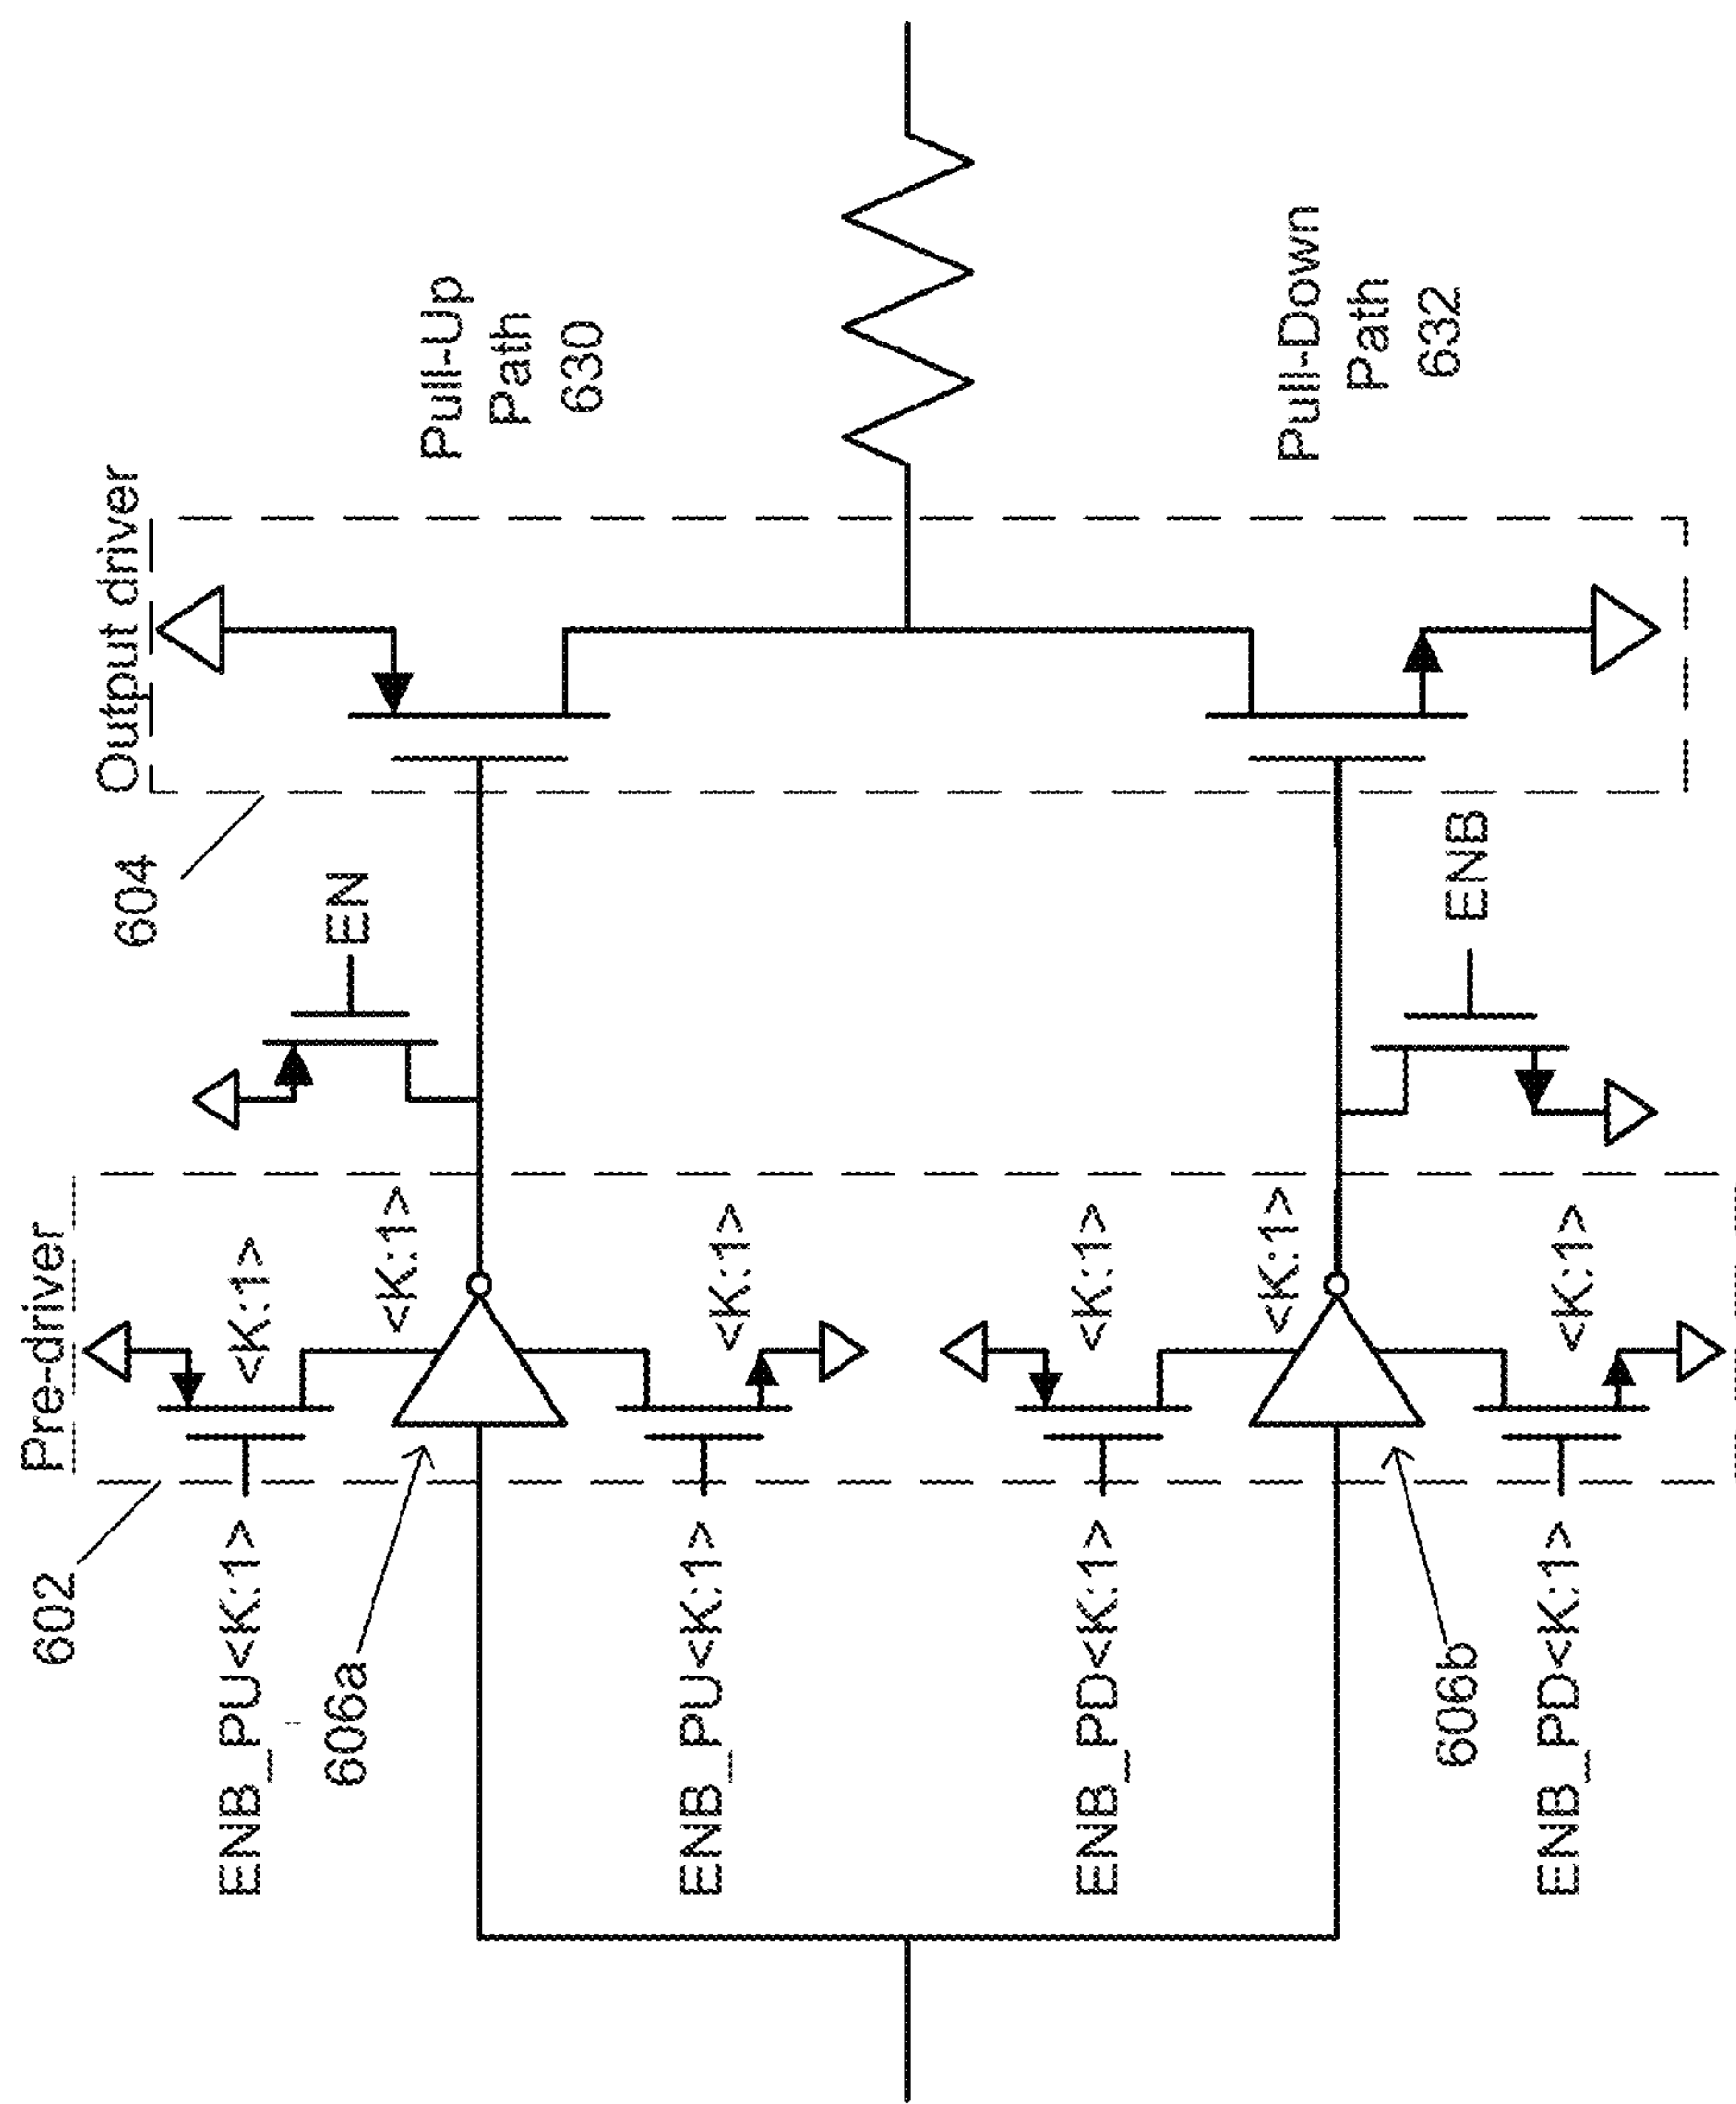 Pre-driver
602
ENB_PU<K:1>
<K:1>
606a
<K:1>
ENB_PU<K:1>
<K:1>
ENB_PD<K:1>
<K:1>
606b
<K:1>
ENB_PD<K:1>
<K:1>
EN
ENB
Output driver
604
Pull-Up
Path
630
Pull-Down
Path
632